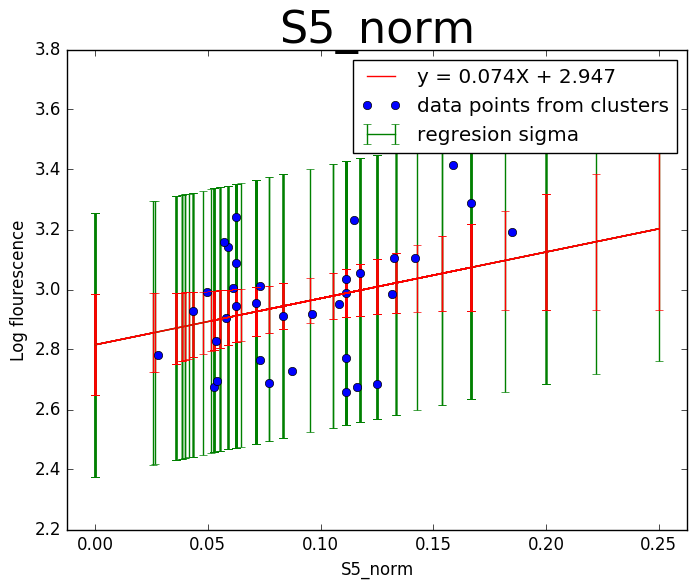 S5_norm
y = 0.074X + 2.947
data points from clusters
regresion sigma
3.8
3.6
3.4
3.2
3.0
2.8
2.6
2.4
2.2
Log flourescence
0.00 0.05 0.10 0.15 0.20 0.25
S5_norm